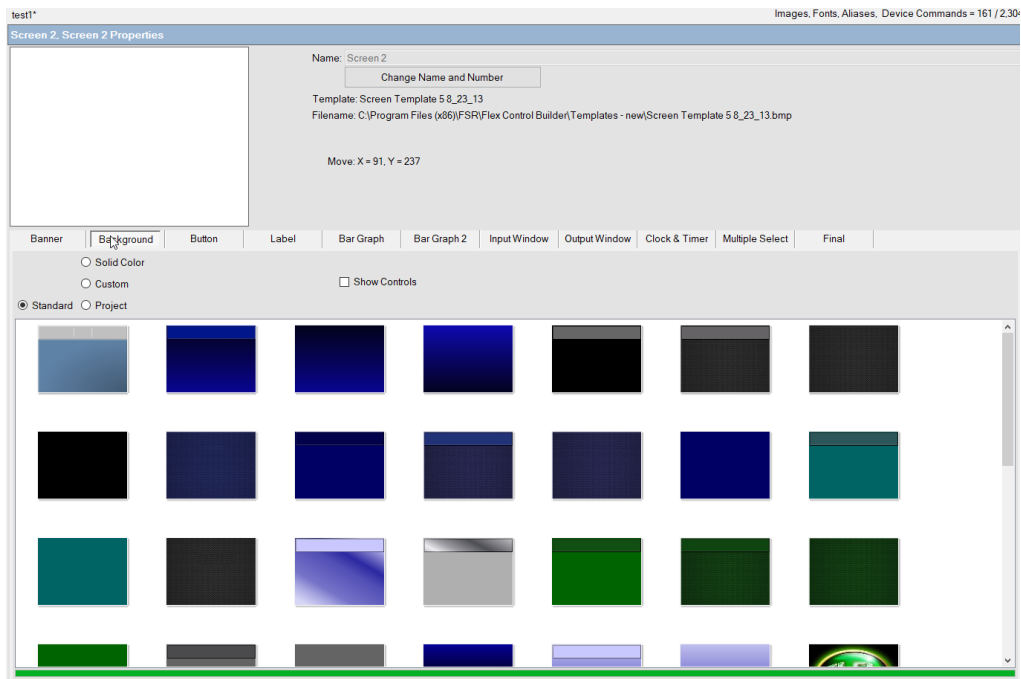 test1*
Images, Fonts, Aliases, Device Commands = 161 / 2,304
Screen 2, Screen 2 Properties
Name: Screen 2
Change Name and Number
Template: Screen Template 5 8_23_13
Filename: C:\Program Files (x86)\FSR\Flex Control Builder\Templates - new\Screen Template 5 8_23_13.bmp
Move: X = 91, Y = 237
Banner Background Button Label Bar Graph Bar Graph 2 Input Window Output Window Clock & Timer Multiple Select Final
Solid Color
Custom
Show Controls
Standard Project